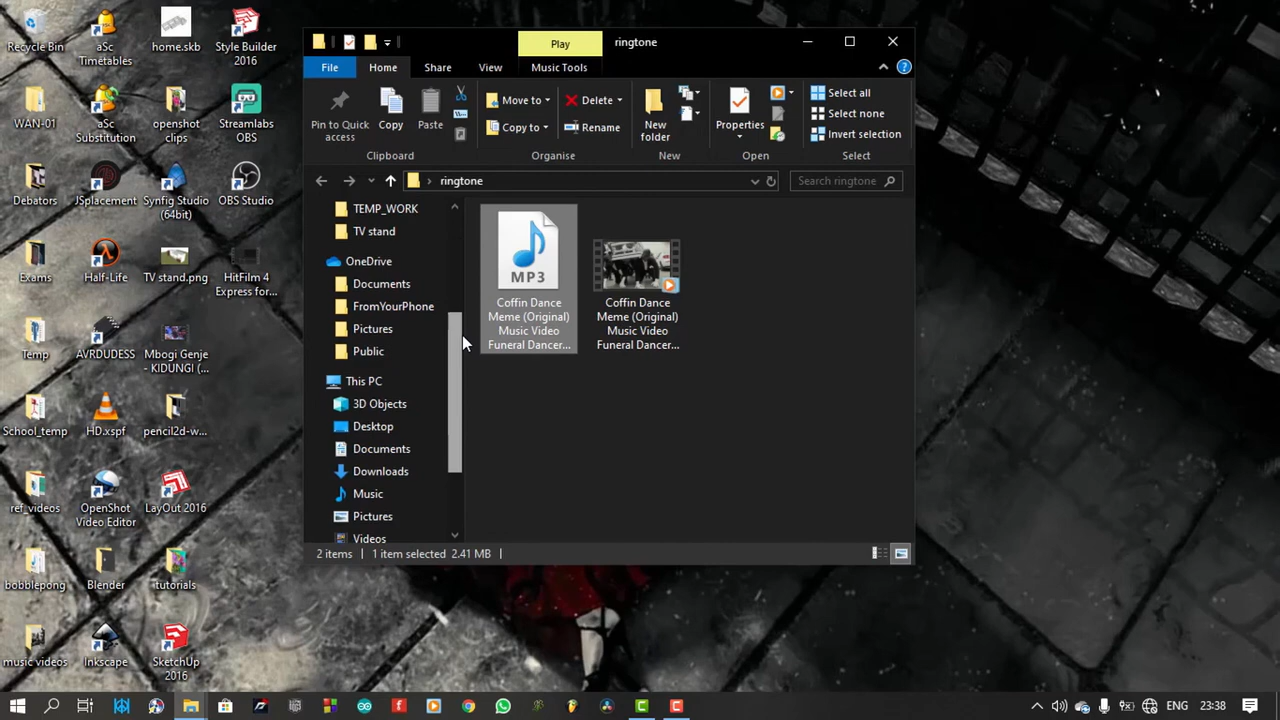 Recycle Bin
aSc
Timetables
home.skb
Style Builder
2016
WAN-01
aSc
Substitution
openshot
clips
Streamlabs
OBS
Debators
JSplacement
Synfig Studio
(64bit)
OBS Studio
Exams
Half-Life
TV stand.png
HitFilm 4
Express for...
Temp
AVRDUDESS
Mbogi Genje
- KIDUNGI (...
School_temp
HD.xspf
pencil2d-w...
ref_videos
OpenShot
Video Editor
LayOut 2016
bobblepong
Blender
tutorials
music videos
Inkscape
SketchUp
2016
Play
ringtone
File
Home
Share
View
Music Tools
Pin to Quick
access
Copy
Paste
Move to
Copy to
Delete
Rename
New
folder
Properties
Select all
Select none
Invert selection
Clipboard
Organise
New
Open
Select
ringtone
Search ringtone
TEMP_WORK
TV stand
OneDrive
Documents
FromYourPhone
Pictures
Public
This PC
3D Objects
Desktop
Documents
Downloads
Music
Pictures
Videos
MP3
Coffin Dance
Meme (Original)
Music Video
Funeral Dancer...
Coffin Dance
Meme (Original)
Music Video
Funeral Dancer...
2 items
1 item selected 2.41 MB
ENG
23:38